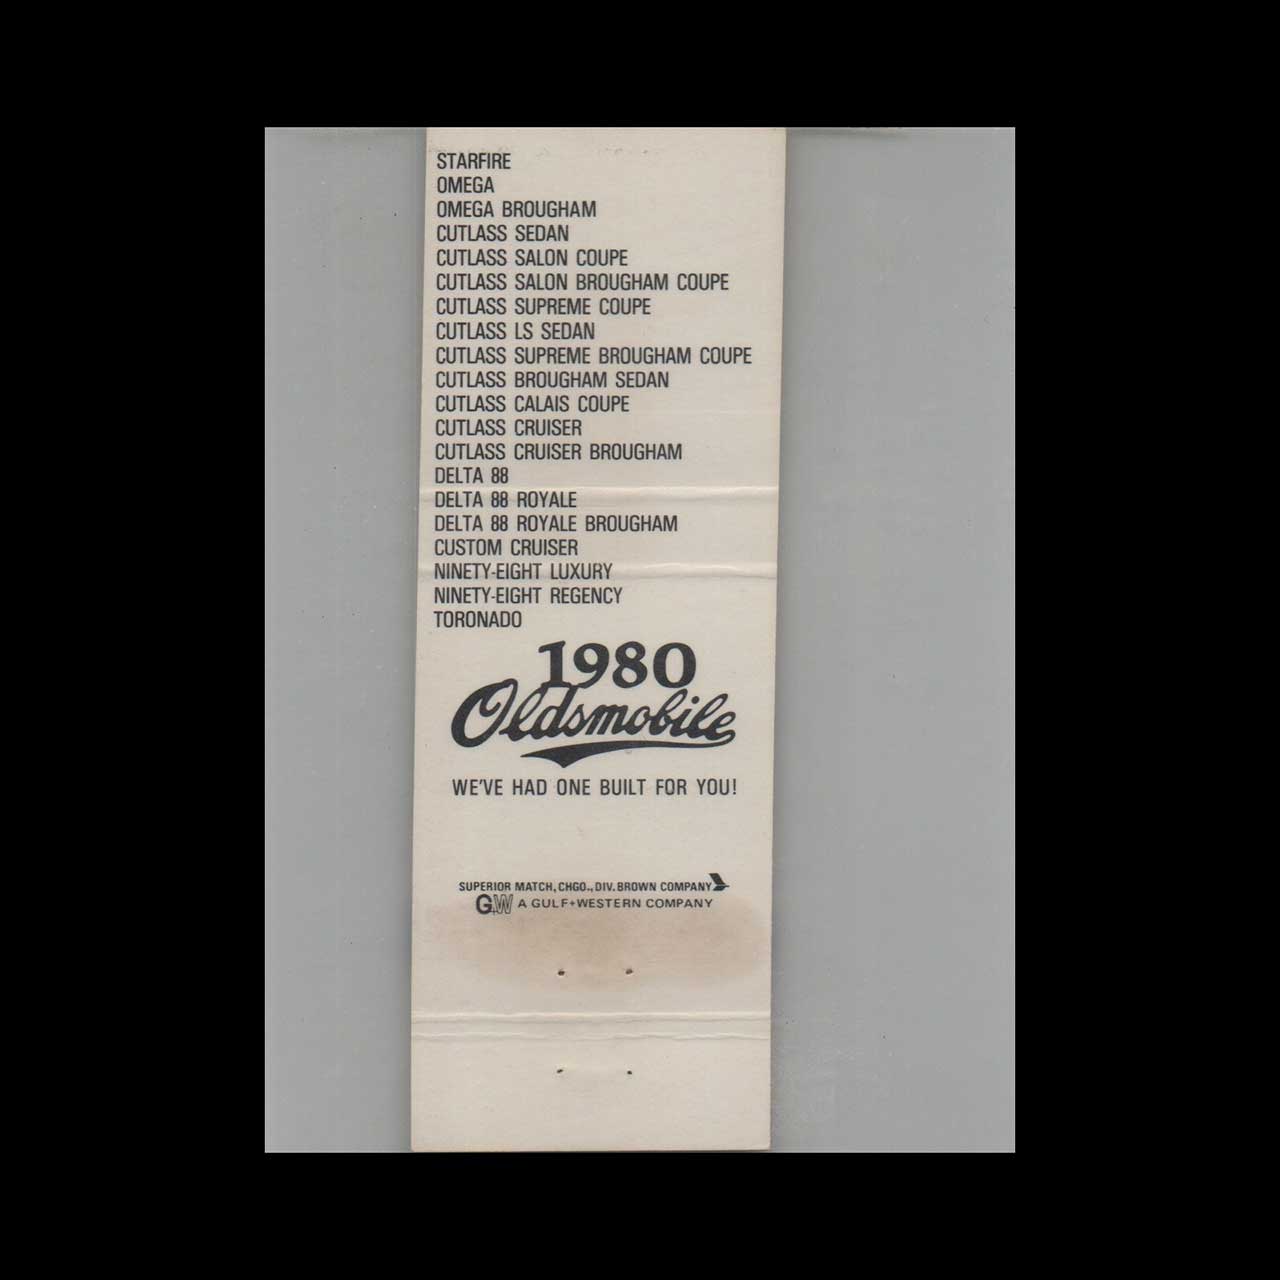 STARFIRE
OMEGA
OMEGA BROUGHAM
CUTLASS SEDAN
CUTLASS SALON COUPE
CUTLASS SALON BROUGHAM COUPE
CUTLASS SUPREME COUPE
CUTLASS LS SEDAN
CUTLASS SUPREME BROUGHAM COUPE
CUTLASS BROUGHAM SEDAN
CUTLASS CALAIS COUPE
CUTLASS CRUISER
CUTLASS CRUISER BROUGHAM
DELTA 88
DELTA 88 ROYALE
DELTA 88 ROYALE BROUGHAM
CUSTOM CRUISER
NINETY-EIGHT LUXURY
NINETY-EIGHT REGENCY
TORONADO
1980
Oldsmobile
WE'VE HAD ONE BUILT FOR YOU!
SUPERIOR MATCH, CHGO., DIV. BROWN COMPANY
G+W A GULF+WESTERN COMPANY